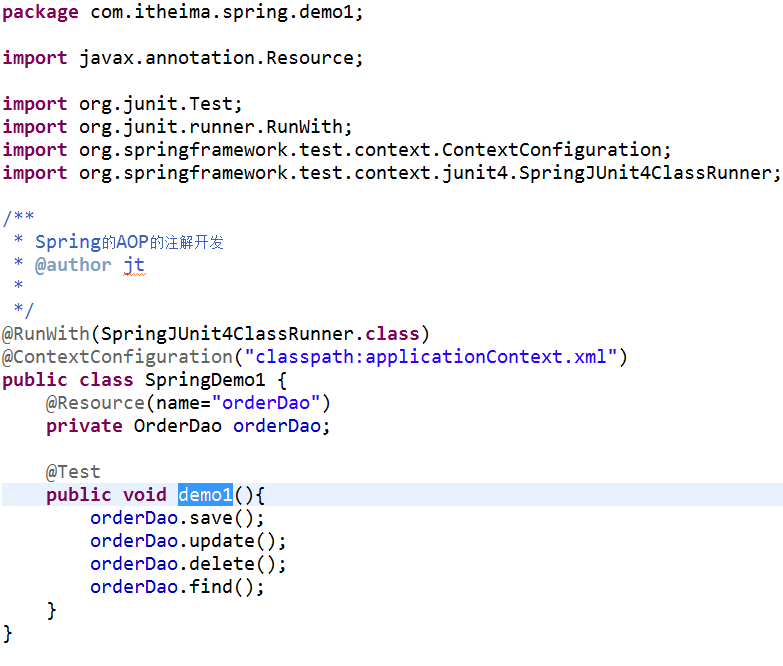 package com.itheima.spring.demo1;
import javax.annotation.Resource;
import org.junit.Test;
import org.junit.runner.RunWith;
import org.springframework.test.context.ContextConfiguration;
import org.springframework.test.context.junit4.SpringJUnit4ClassRunner;
/**
 * Spring的AOP的注解开发
 * @author jt
 *
 */
@RunWith(SpringJUnit4ClassRunner.class)
@ContextConfiguration("classpath:applicationContext.xml")
public class SpringDemo1 {
    @Resource(name="orderDao")
    private OrderDao orderDao;
    @Test
    public void demo1(){
        orderDao.save();
        orderDao.update();
        orderDao.delete();
        orderDao.find();
    }
}